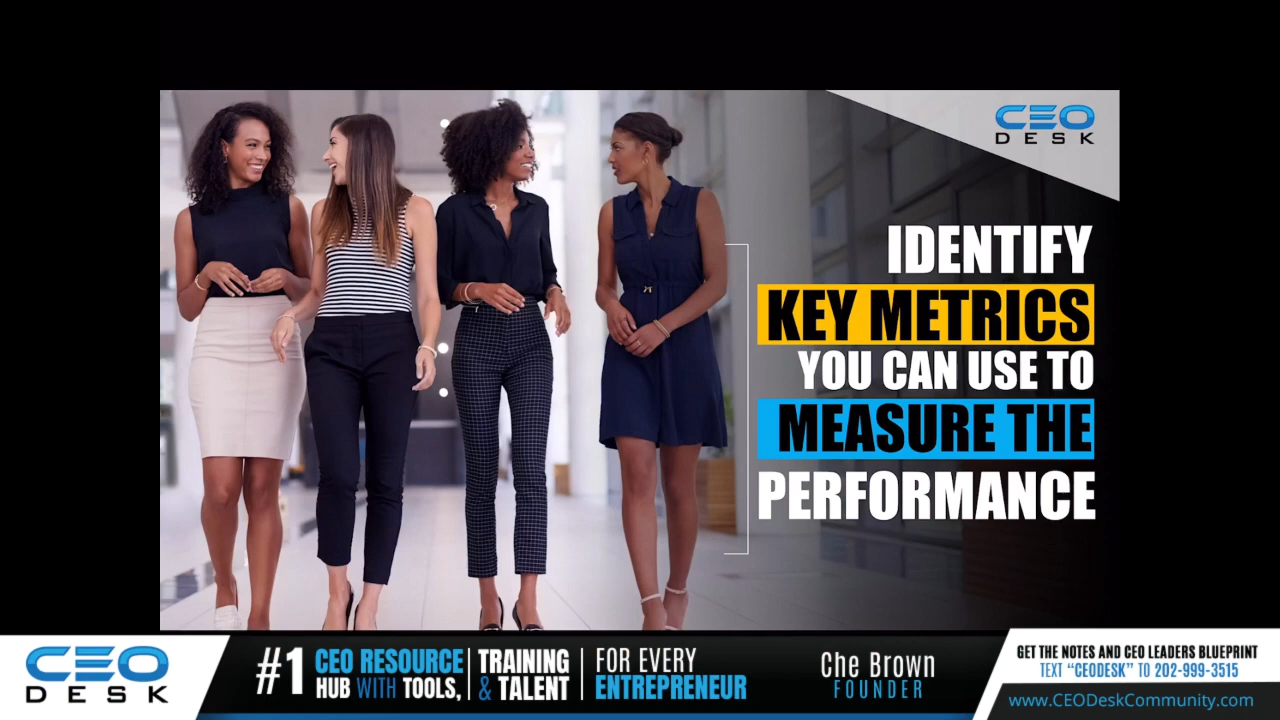 CEO
DESK
IDENTIFY
KEY METRICS
YOU CAN USE TO
MEASURE THE
PERFORMANCE
CEO
DESK
#1 CEO RESOURCE
HUB WITH TOOLS,
TRAINING
& TALENT
FOR EVERY
ENTREPRENEUR
Che Brown
FOUNDER
GET THE NOTES AND CEO LEADERS BLUEPRINT
TEXT “CEODESK” TO 202-999-3515
www.CEODeskCommunity.com